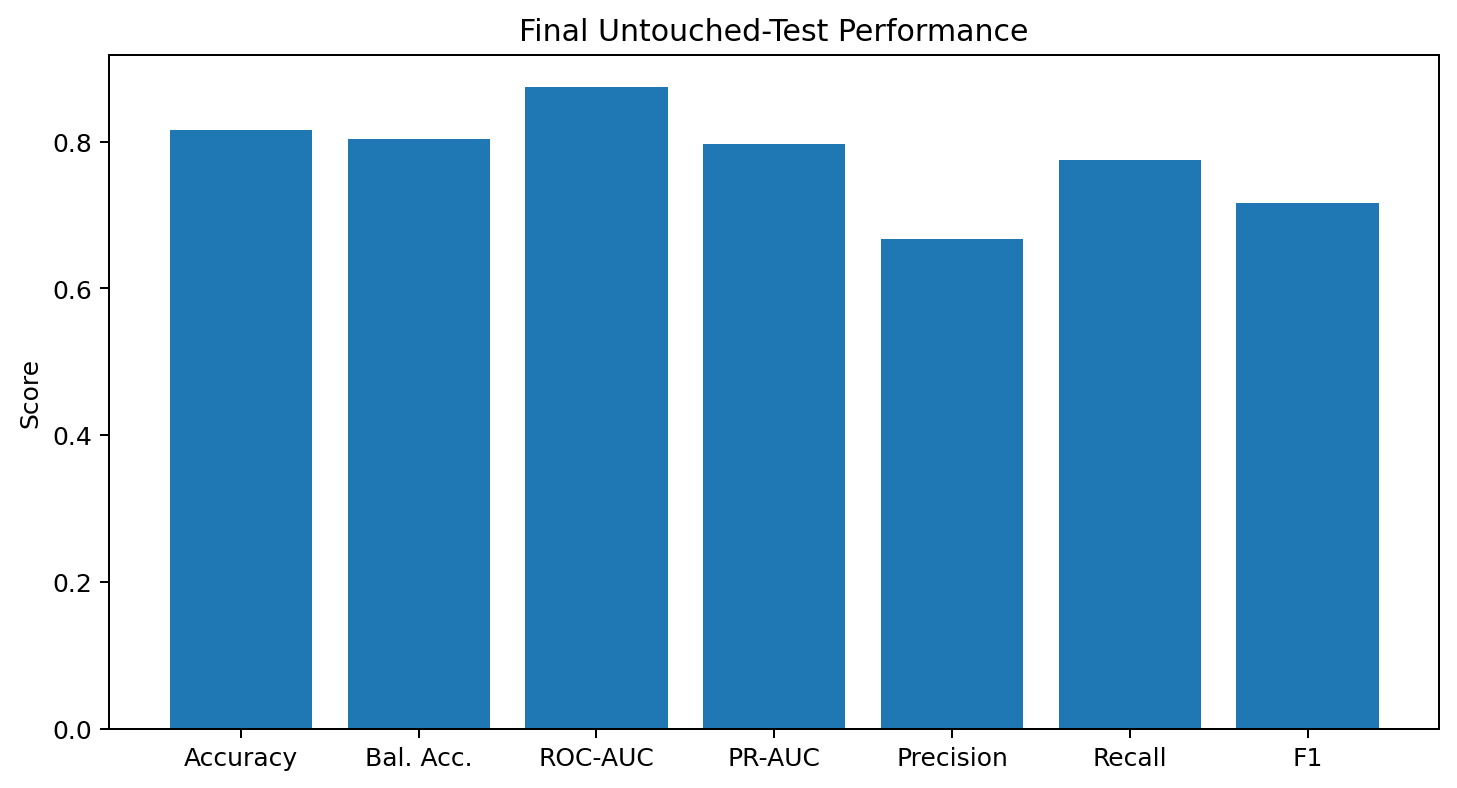 Final Untouched-Test Performance
Score
0.8
0.6
0.4
0.2
0.0
Accuracy
Bal. Acc.
ROC-AUC
PR-AUC
Precision
Recall
F1